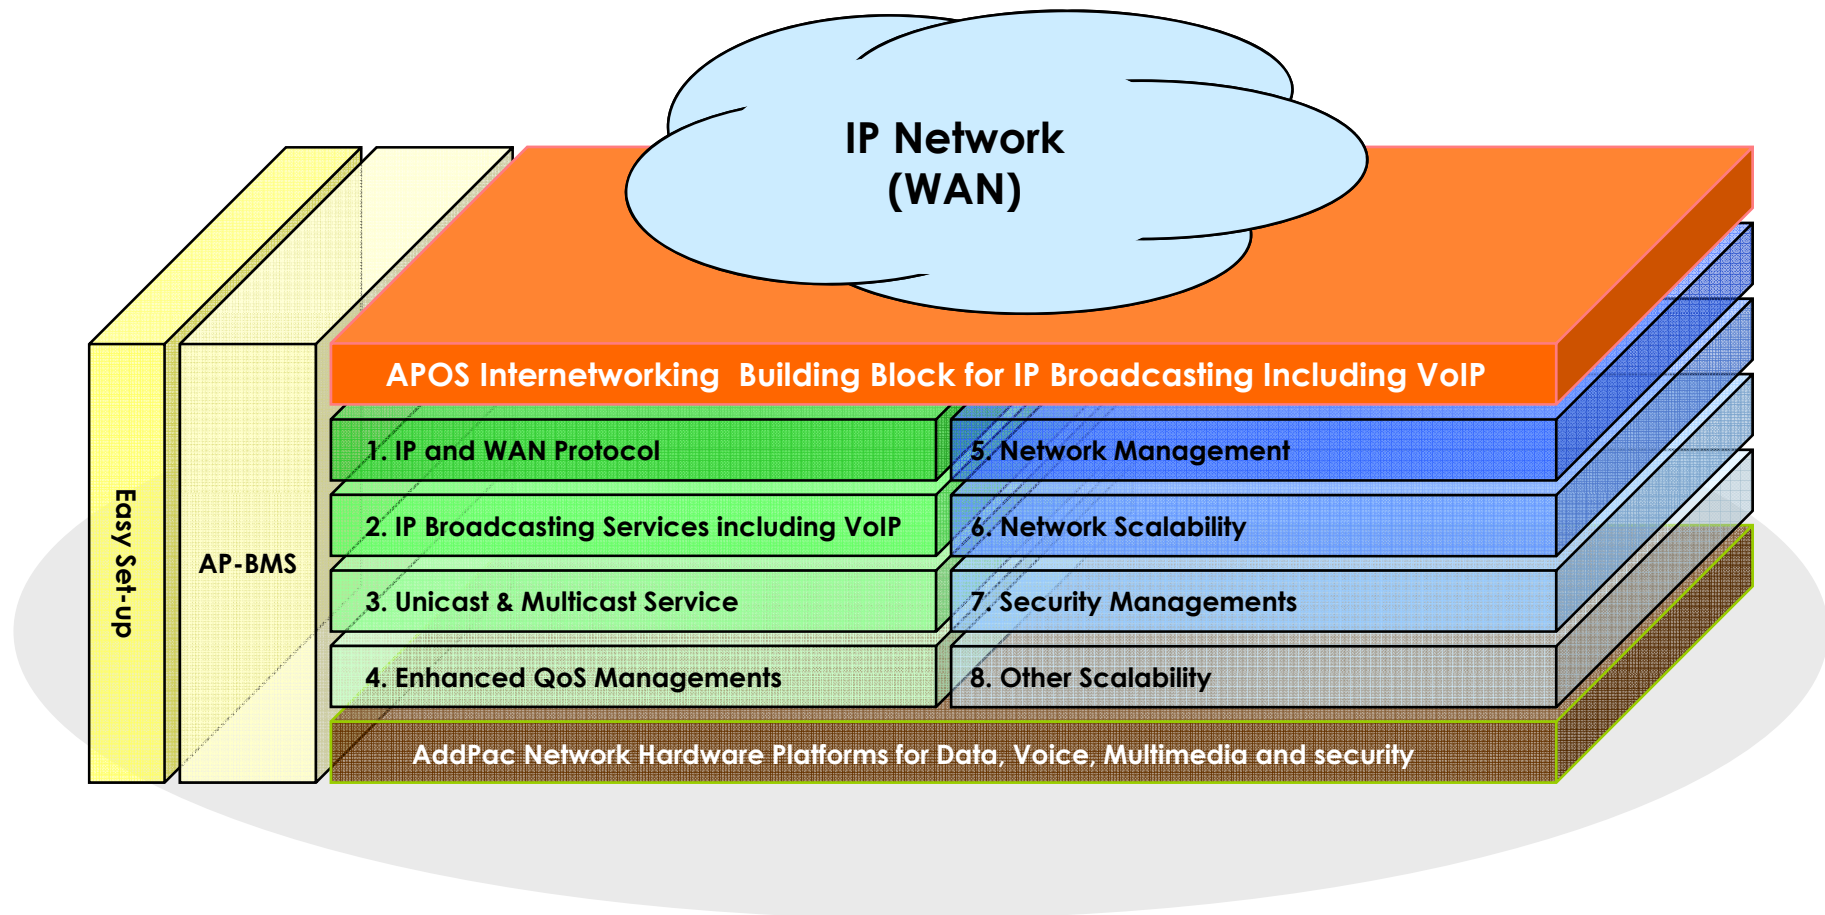 IP Network
(WAN)
APOS Internetworking  Building Block for IP Broadcasting Including VoIP
1. IP and WAN Protocol
2. IP Broadcasting Services including VoIP
3. Unicast & Multicast Service
4. Enhanced QoS Managements
5. Network Management
6. Network Scalability
7. Security Managements
8. Other Scalability
Easy Set-up
AP-BMS
AddPac Network Hardware Platforms for Data, Voice, Multimedia and security